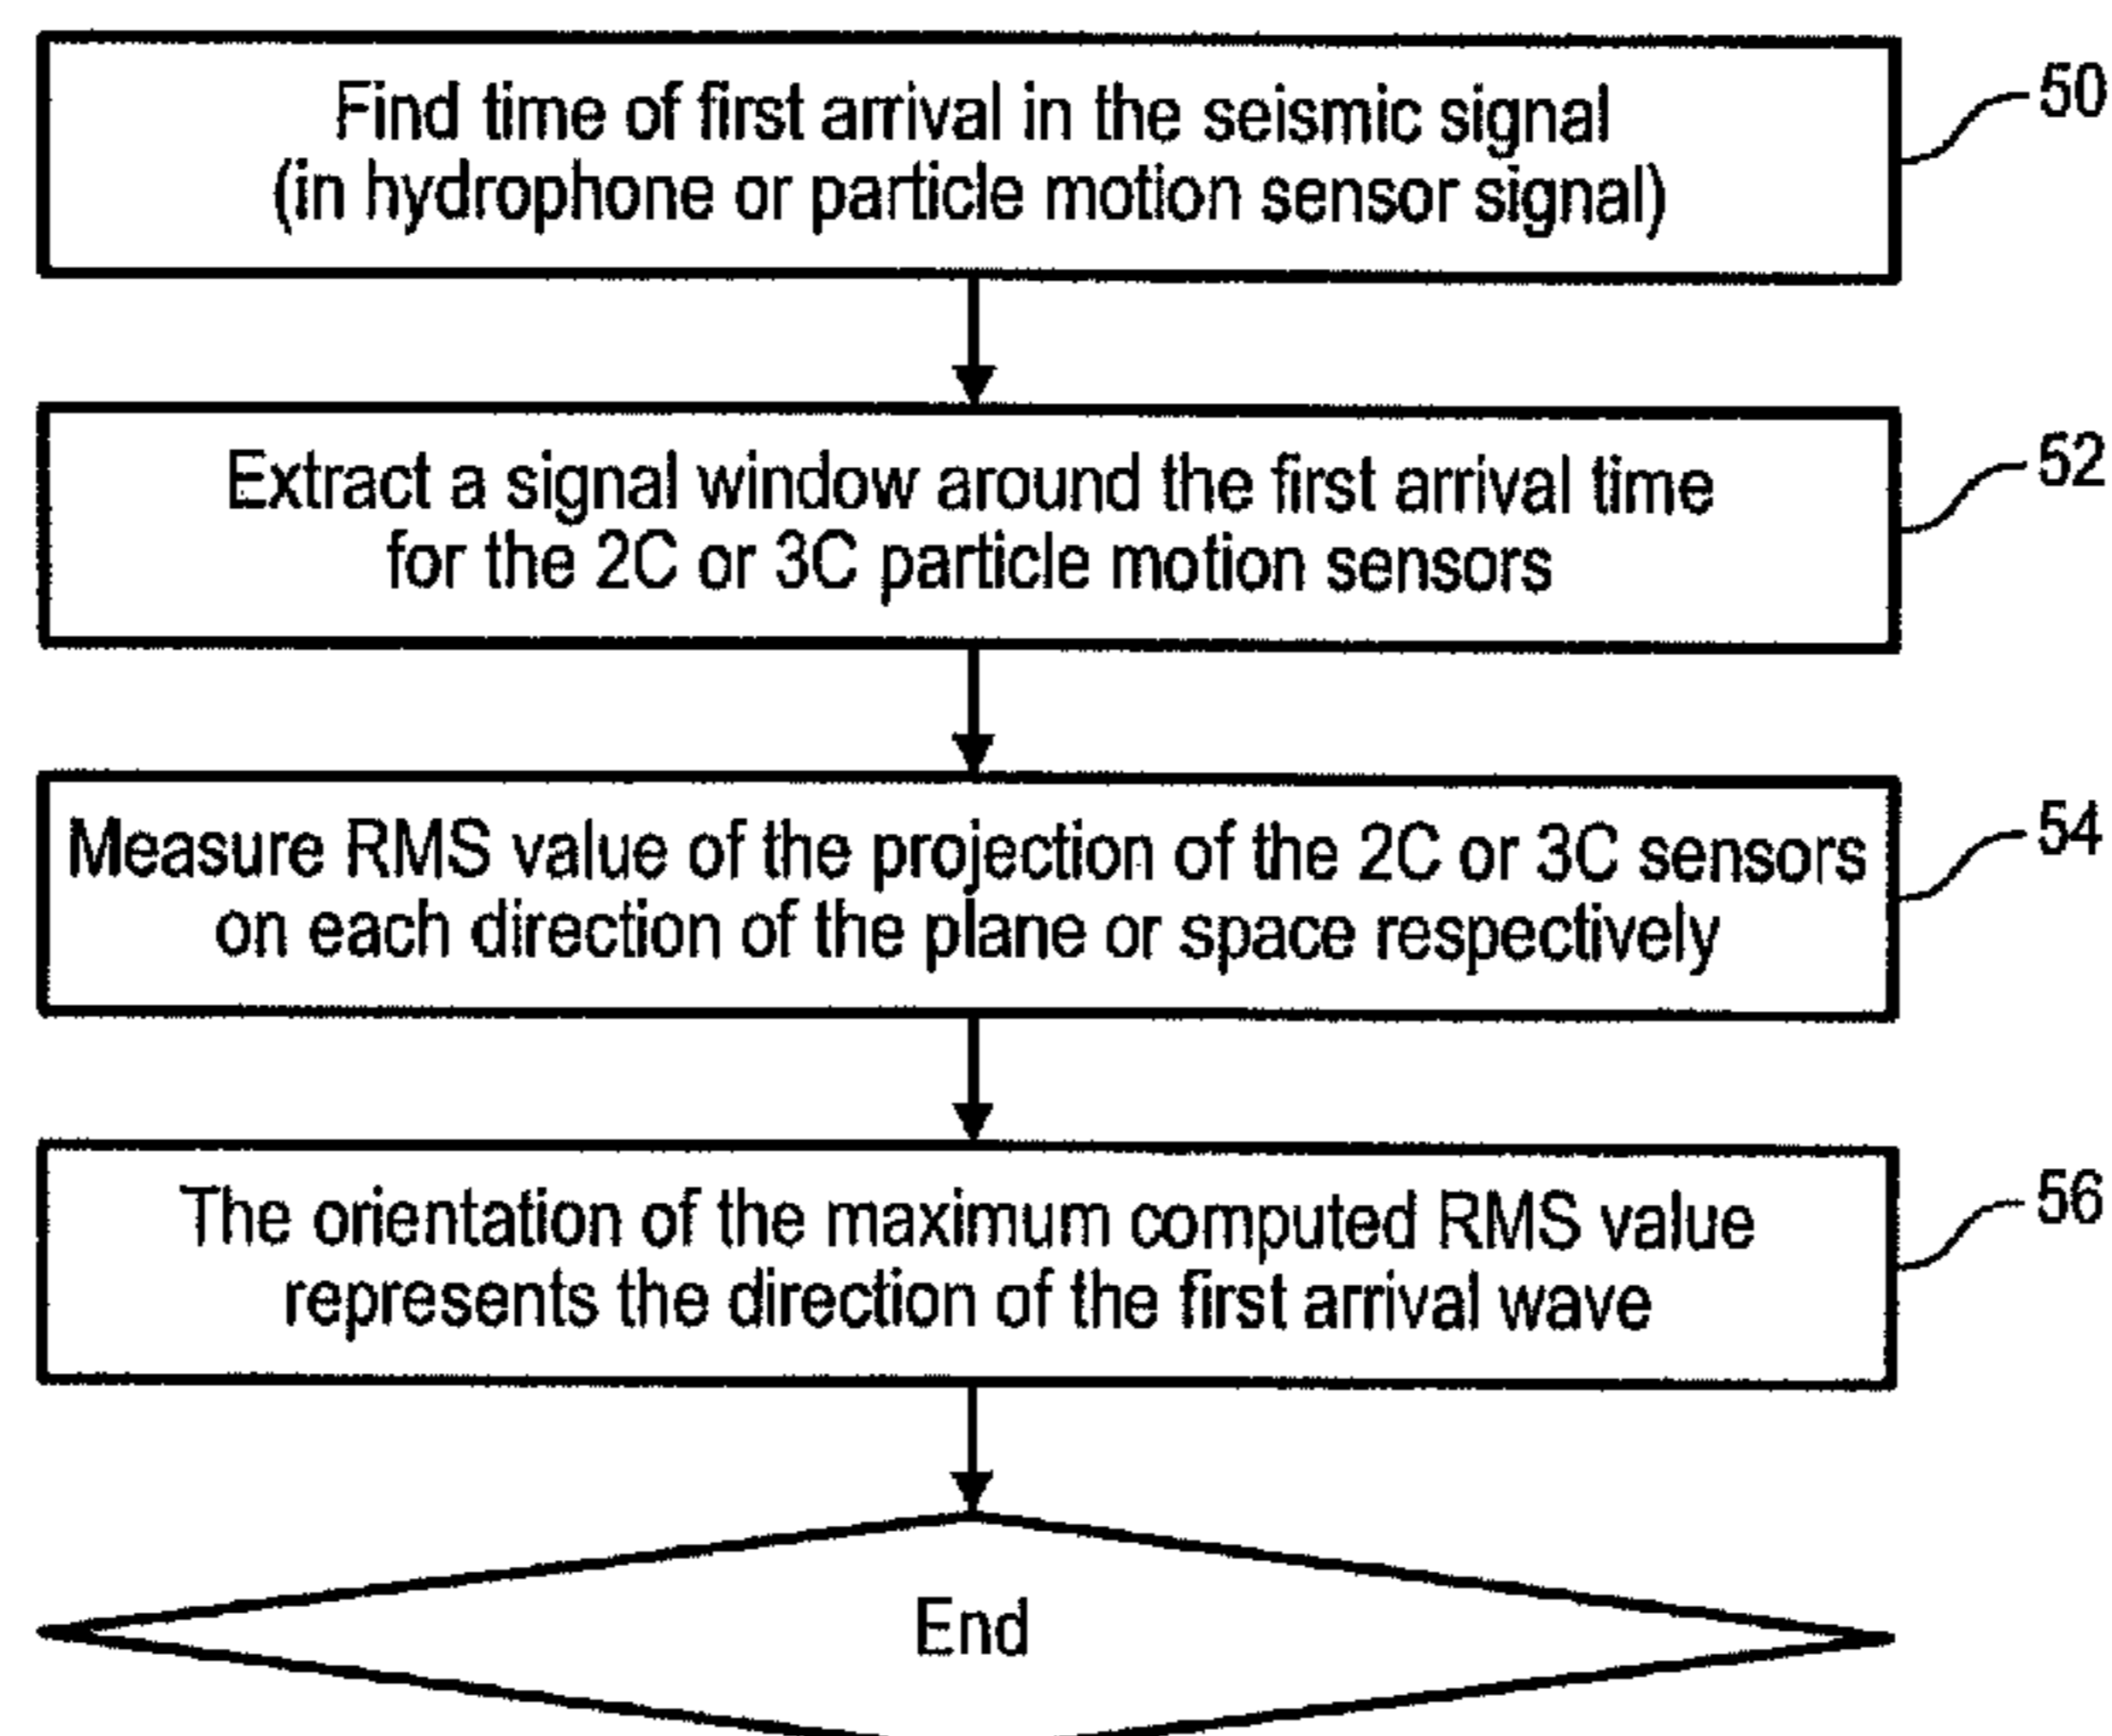 Find time of first arrival in the seismic signal
(in hydrophone or particle motion sensor signal)
50
Extract a signal window around the first arrival time
for the 2C or 3C particle motion sensors
52
Measure RMS value of the projection of the 2C or 3C sensors
on each direction of the plane or space respectively
54
The orientation of the maximum computed RMS value
represents the direction of the first arrival wave
56
End